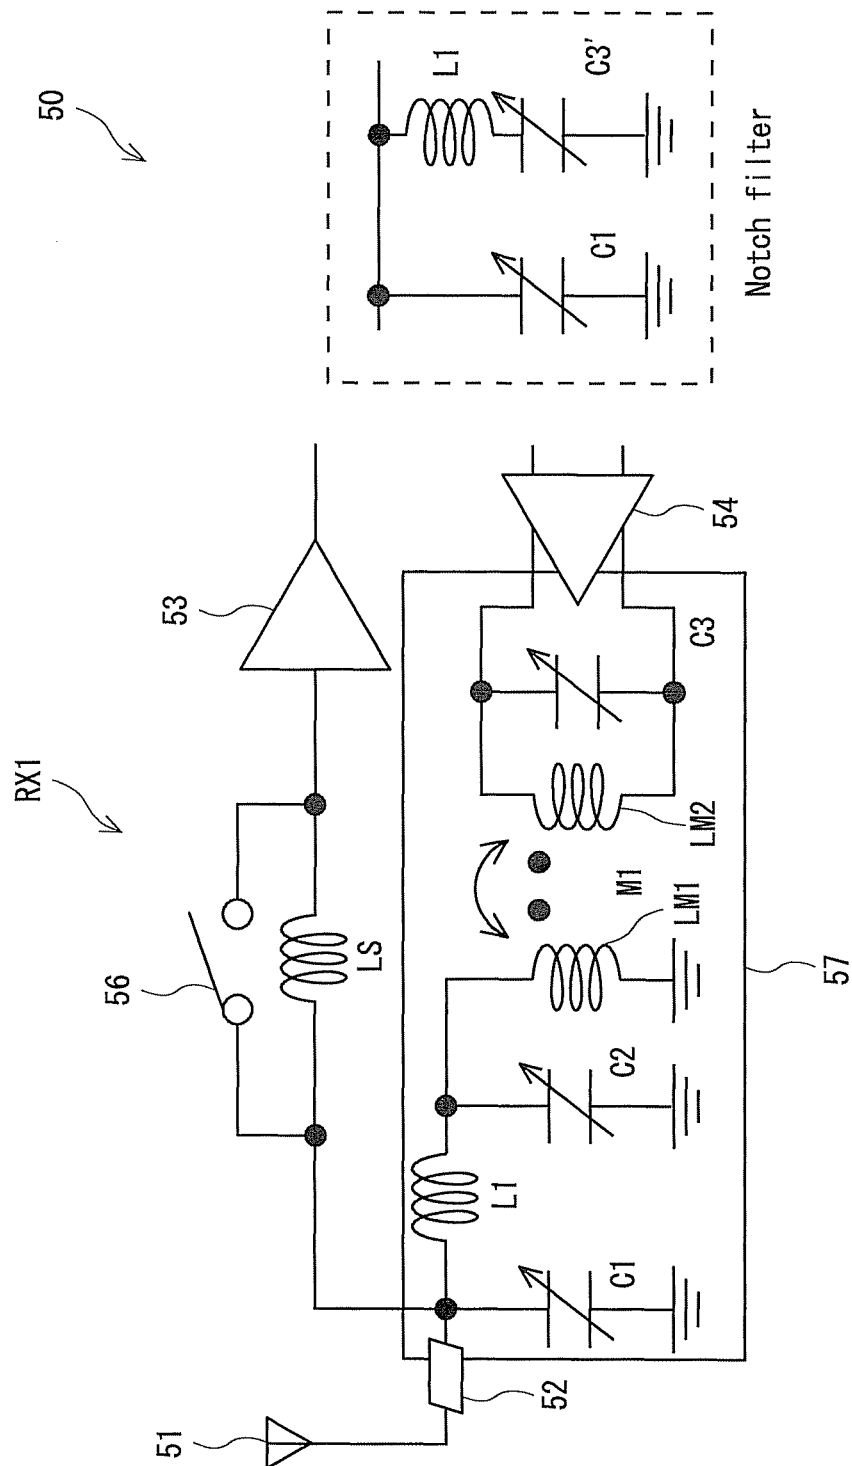 50
RX1
L1
C3'
C1
Notch filter
53
56
LS
54
C3
LM2
M1
LM1
C2
57
L1
C1
52
51